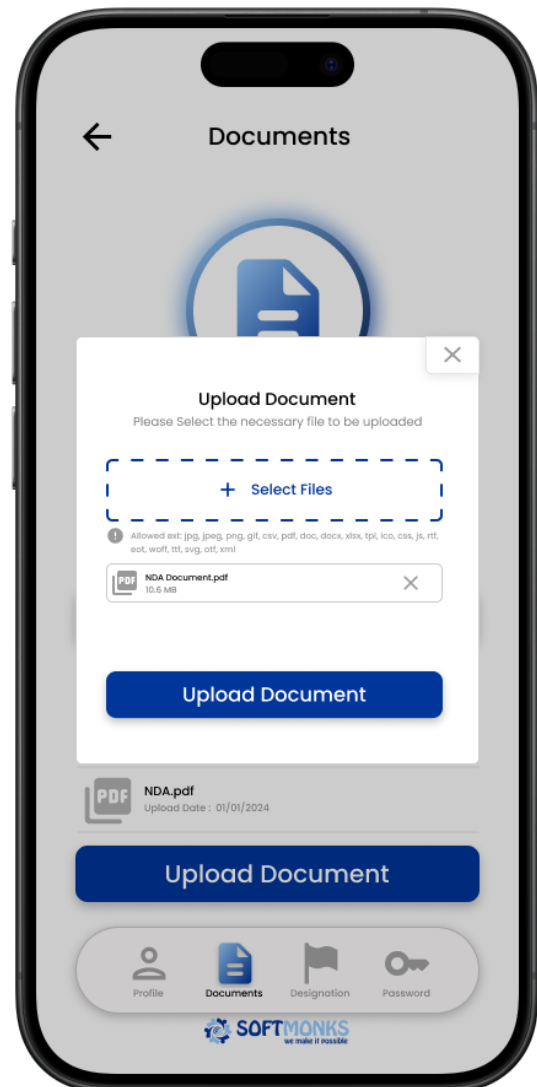 Documents
Upload Document
Please Select the necessary file to be uploaded
+ Select Files
Allowed ext: jpg, jpeg, png, gif, csv, pdf, doc, docx, xlsx, tpl, ico, css, js, rtf,
eot, woff, ttf, svg, otf, xml
PDF
NDA Document.pdf
10.6 MB
Upload Document
PDF
NDA.pdf
Upload Date : 01/01/2024
Upload Document
Profile
Documents
Designation
Password
SOFTMONKS
we make it possible